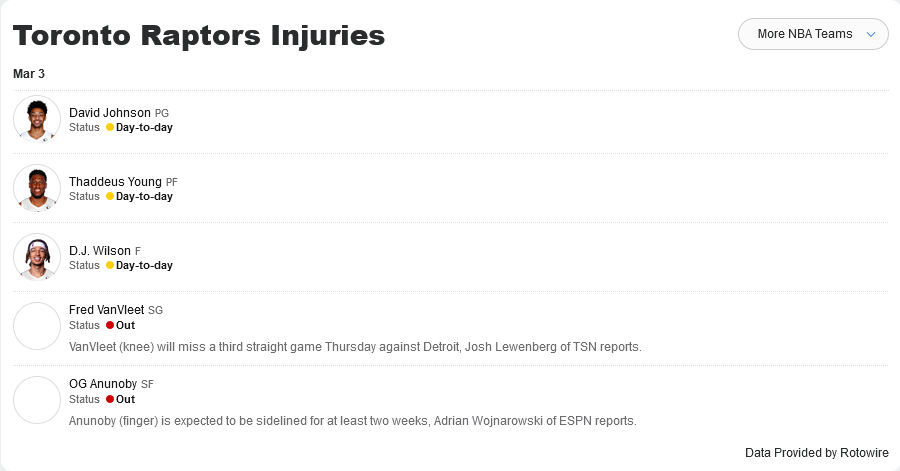 Toronto Raptors Injuries
More NBA Teams
Mar 3
David Johnson PG
Status Day-to-day
Thaddeus Young PF
Status Day-to-day
D.J. Wilson F
Status Day-to-day
Fred VanVleet SG
Status Out
VanVleet (knee) will miss a third straight game Thursday against Detroit, Josh Lewenberg of TSN reports.
OG Anunoby SF
Status Out
Anunoby (finger) is expected to be sidelined for at least two weeks, Adrian Wojnarowski of ESPN reports.
Data Provided by Rotowire